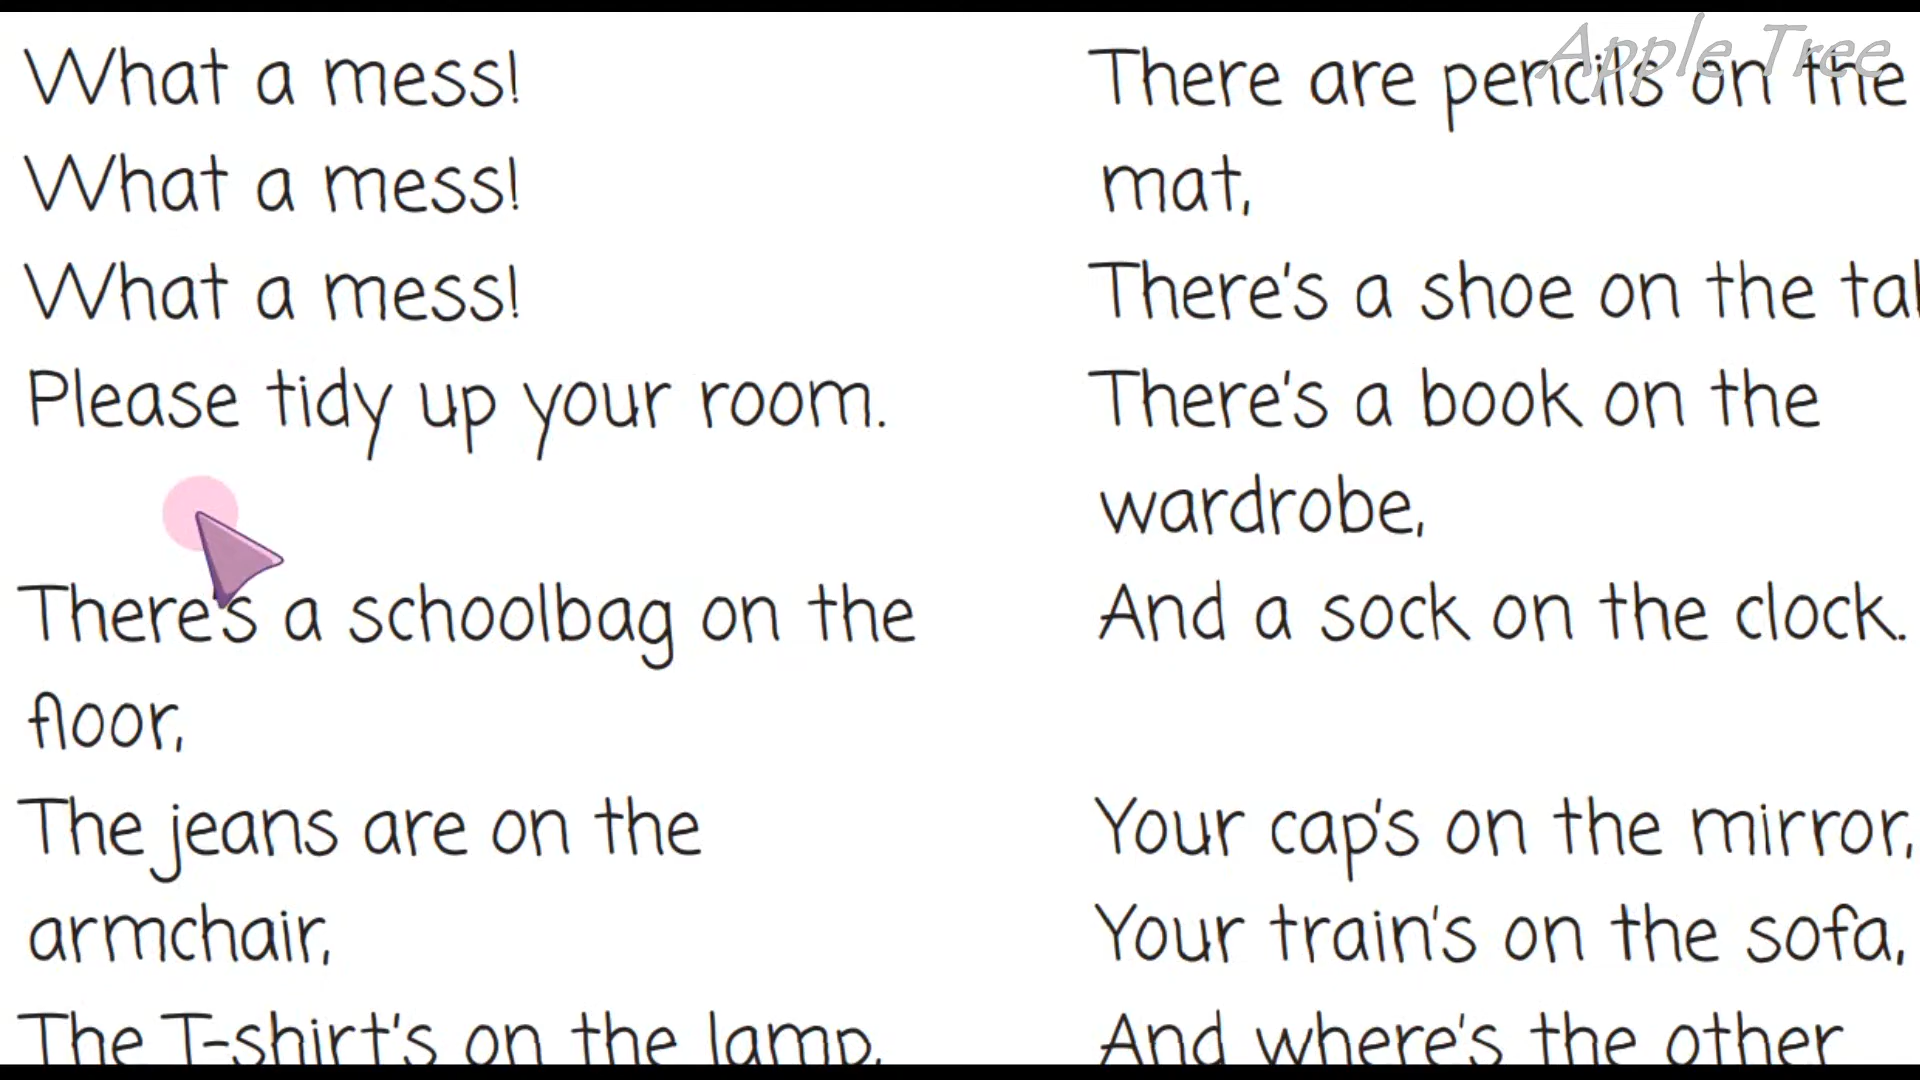 What a mess!
What a mess!
What a mess!
Please tidy up your room.
There's a schoolbag on the
floor,
The jeans are on the
armchair,
The T-shirt's on the lamp,
Apple Tree
There are pencils on the
mat,
There's a shoe on the
There's a book on the
wardrobe,
And a sock on the clock.
Your cap's on the mirror,
Your train's on the sofa,
And where's the other